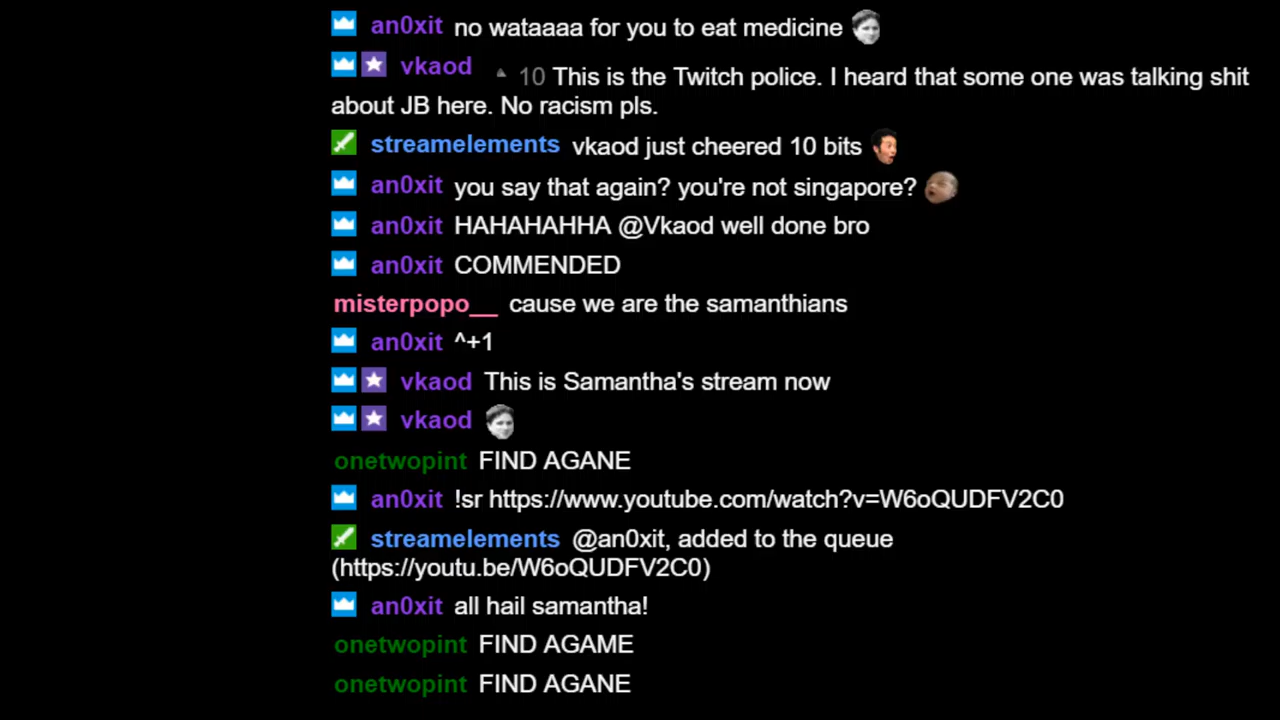 an0xit no wataaaa for you to eat medicine
vkaod 10 This is the Twitch police. I heard that some one was talking shit
about JB here. No racism pls.
streamelements vkaod just cheered 10 bits
an0xit you say that again? you're not singapore?
an0xit HAHAHAHHA @Vkaod well done bro
an0xit COMMENDED
misterpopo__ cause we are the samanthians
an0xit ^+1
vkaod This is Samantha's stream now
vkaod
onetwopint FIND AGANE
an0xit !sr https://www.youtube.com/watch?v=W6oQUDFV2C0
streamelements @an0xit, added to the queue
(https://youtu.be/W6oQUDFV2C0)
an0xit all hail samantha!
onetwopint FIND AGAME
onetwopint FIND AGANE